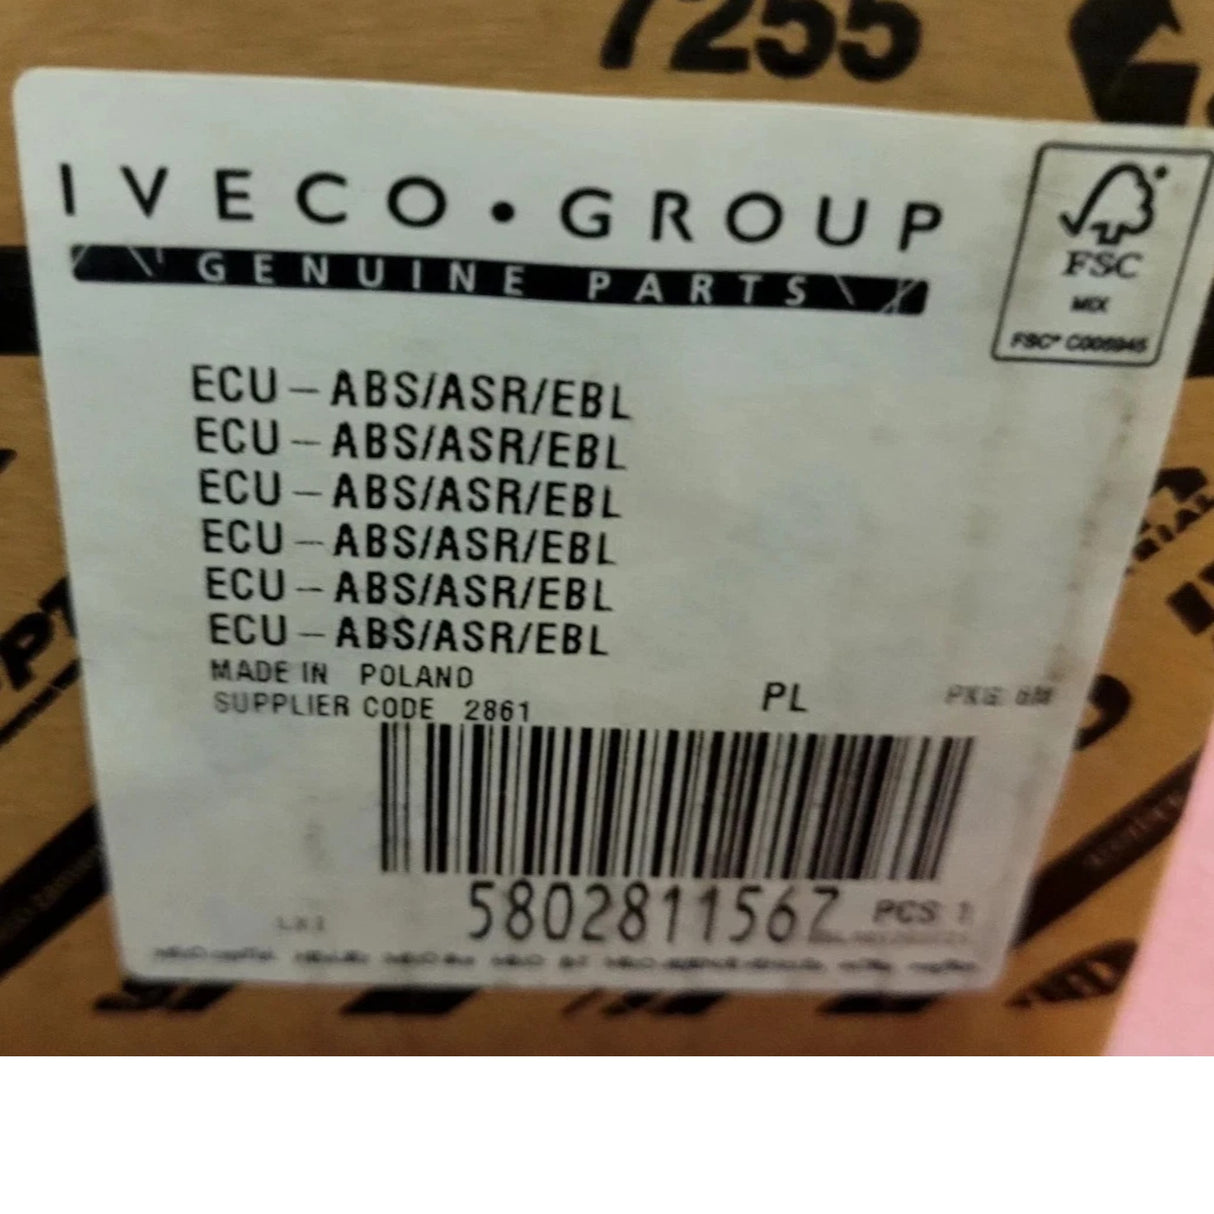 7255
IVECO•GROUP
GENUINE PARTS
FSC
MIX
ECU – ABS/ASR/EBL
ECU – ABS/ASR/EBL
ECU – ABS/ASR/EBL
ECU – ABS/ASR/EBL
ECU – ABS/ASR/EBL
ECU – ABS/ASR/EBL
MADE IN POLAND
SUPPLIER CODE 2861
PL
5802811567
PCS 1